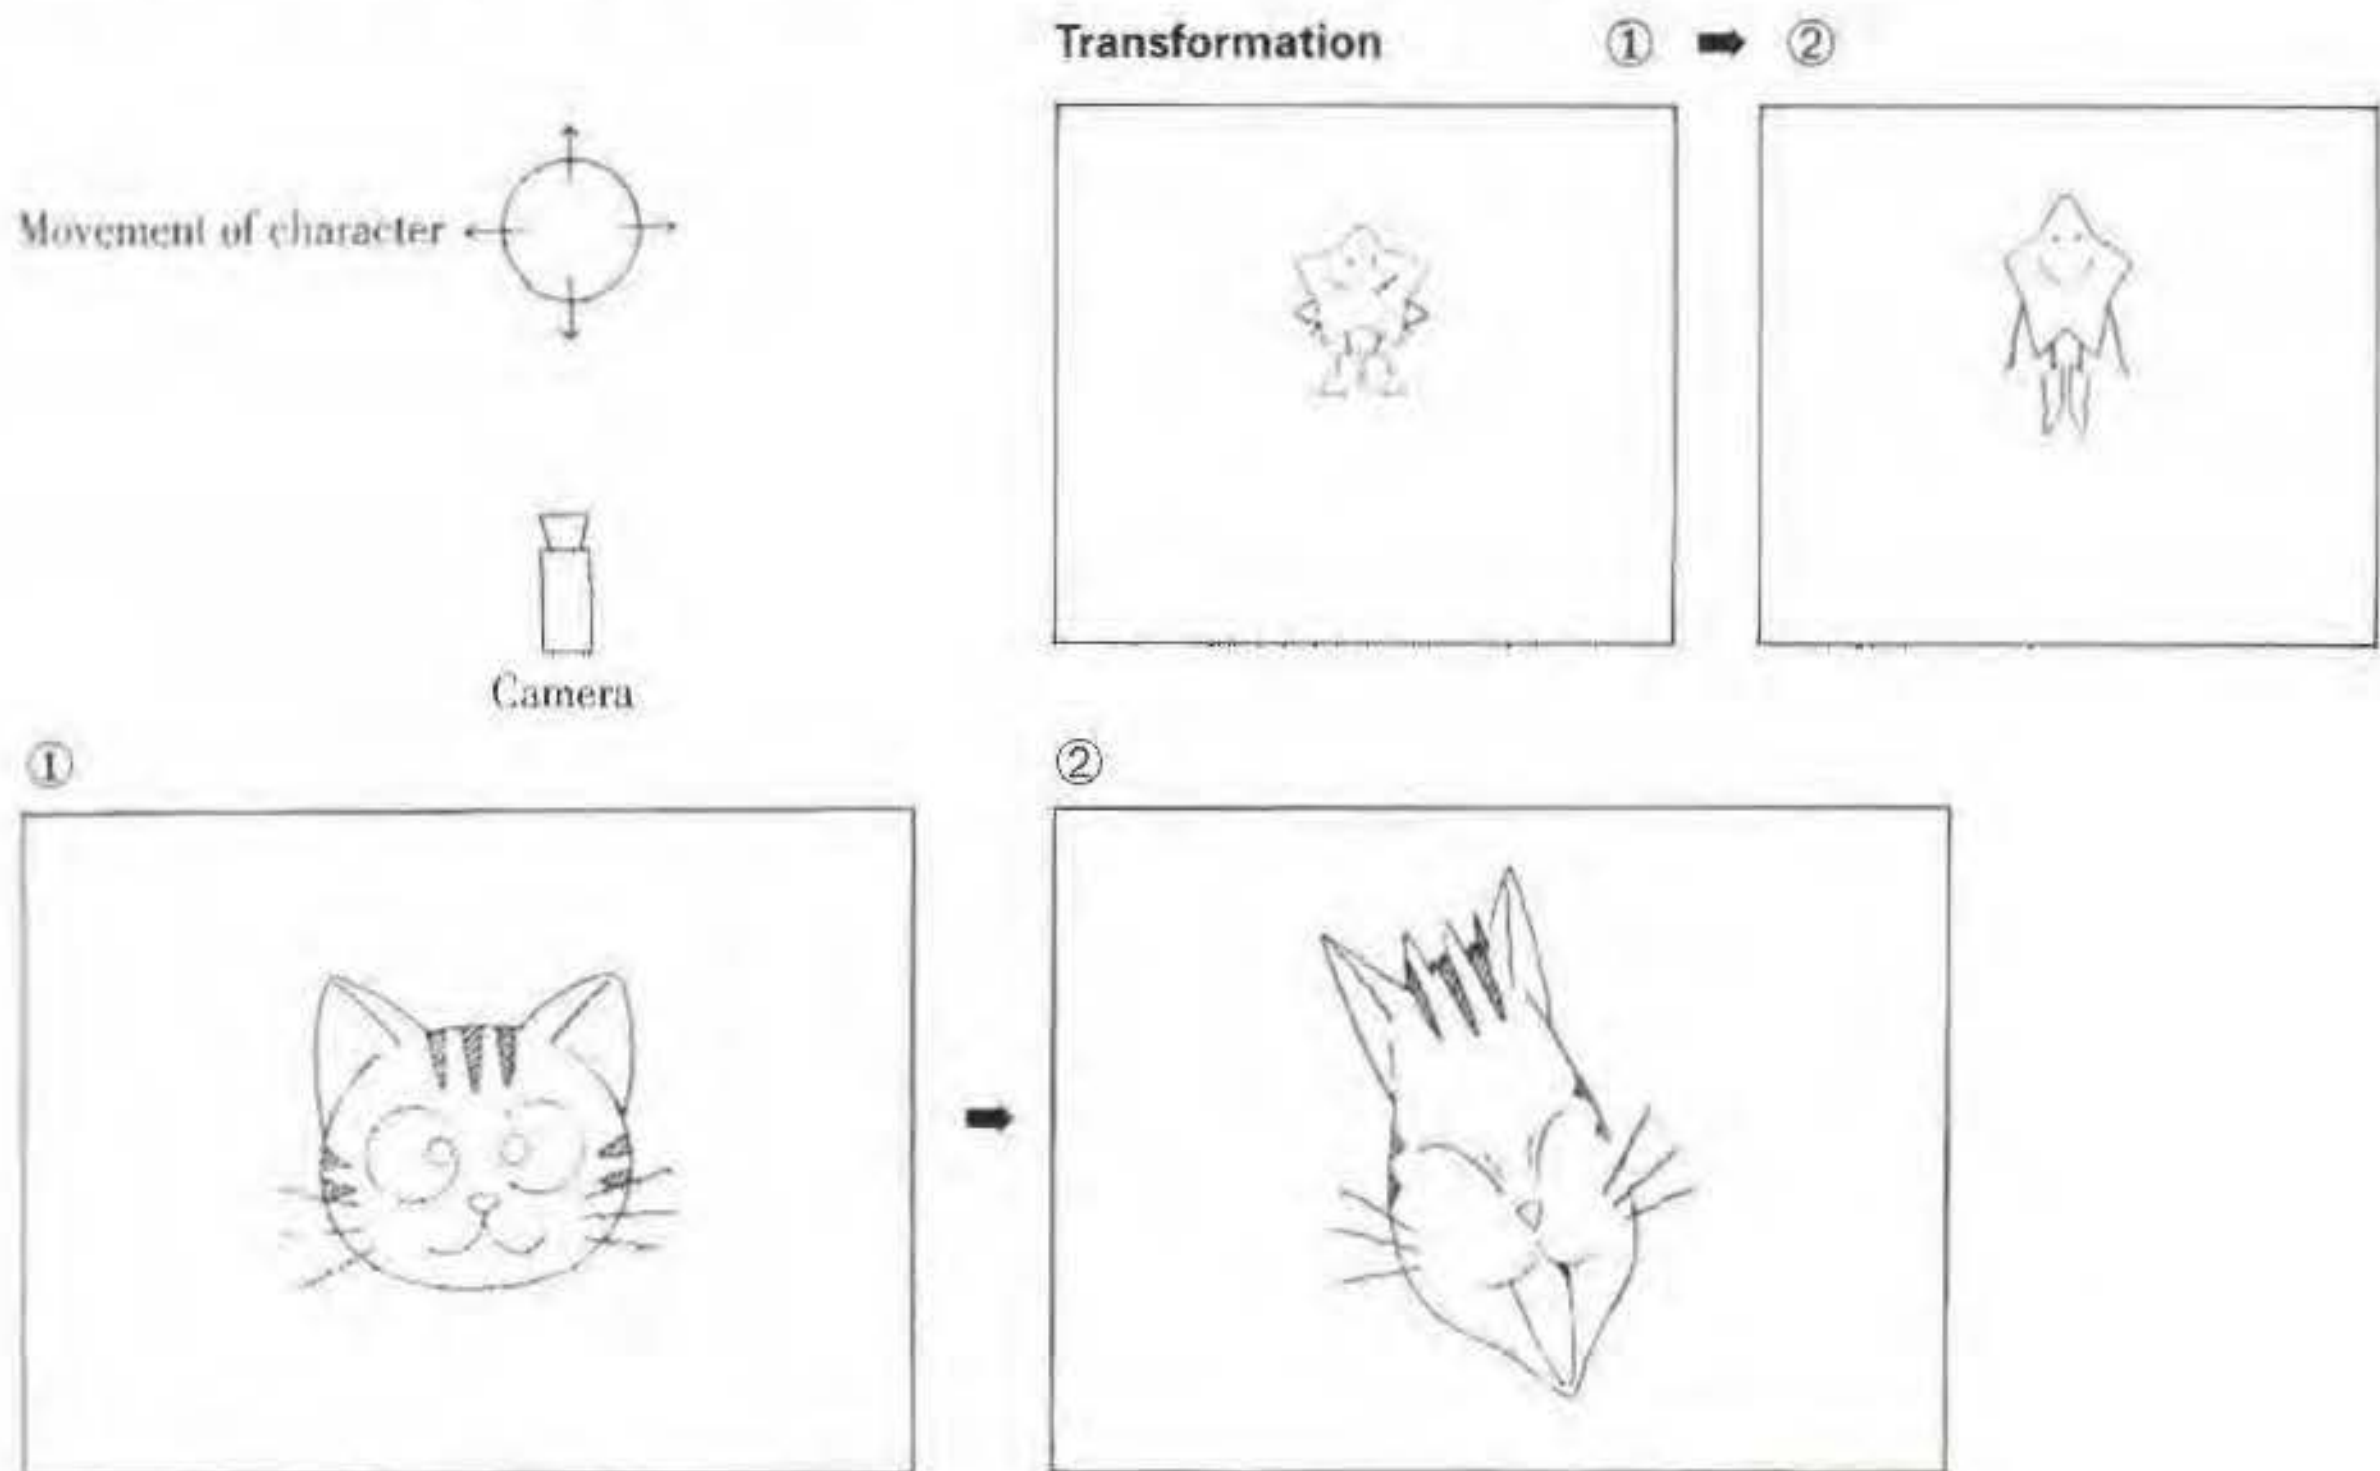 Transformation ① ➡ ②
Movement of character
Camera
①
②
➡